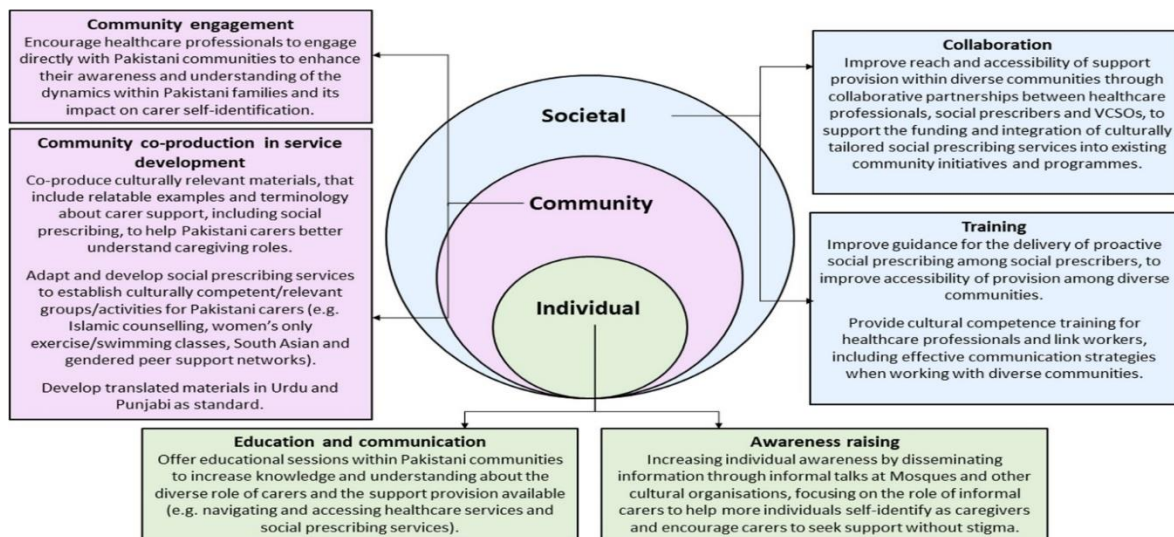 Community engagement
Encourage healthcare professionals to engage
directly with Pakistani communities to enhance
their awareness and understanding of the
dynamics within Pakistani families and its
impact on carer self-identification.
Community co-production in service
development
Co-produce culturally relevant materials, that
include relatable examples and terminology
about carer support, including social
prescribing, to help Pakistani carers better
understand caregiving roles.
Adapt and develop social prescribing services
to establish culturally competent/relevant
groups/activities for Pakistani carers (e.g.
Islamic counselling, women's only
exercise/swimming classes, South Asian and
gendered peer support networks).
Develop translated materials in Urdu and
Punjabi as standard.
Societal
Community
Individual
Collaboration
Improve reach and accessibility of support
provision within diverse communities through
collaborative partnerships between healthcare
professionals, social prescribers and VCSOs, to
support the funding and integration of culturally
tailored social prescribing services into existing
community initiatives and programmes.
Training
Improve guidance for the delivery of proactive
social prescribing among social prescribers, to
improve accessibility of provision among diverse
communities.
Provide cultural competence training for
healthcare professionals and link workers,
including effective communication strategies
when working with diverse communities.
Education and communication
Offer educational sessions within Pakistani communities
to increase knowledge and understanding about the
diverse role of carers and the support provision available
(e.g. navigating and accessing healthcare services and
social prescribing services).
Awareness raising
Increasing individual awareness by disseminating
information through informal talks at Mosques and other
cultural organisations, focusing on the role of informal
carers to help more individuals self-identify as caregivers
and encourage carers to seek support without stigma.